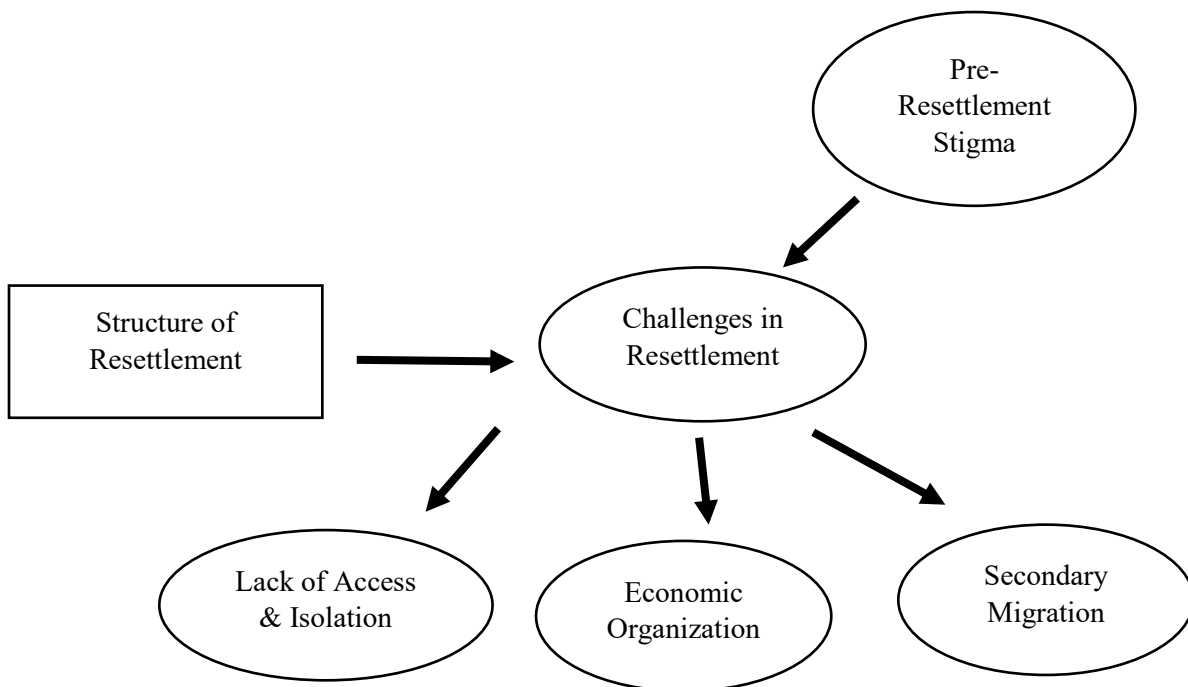 Pre-
Resettlement
Stigma
Structure of
Resettlement
Challenges in
Resettlement
Lack of Access
& Isolation
Economic
Organization
Secondary
Migration